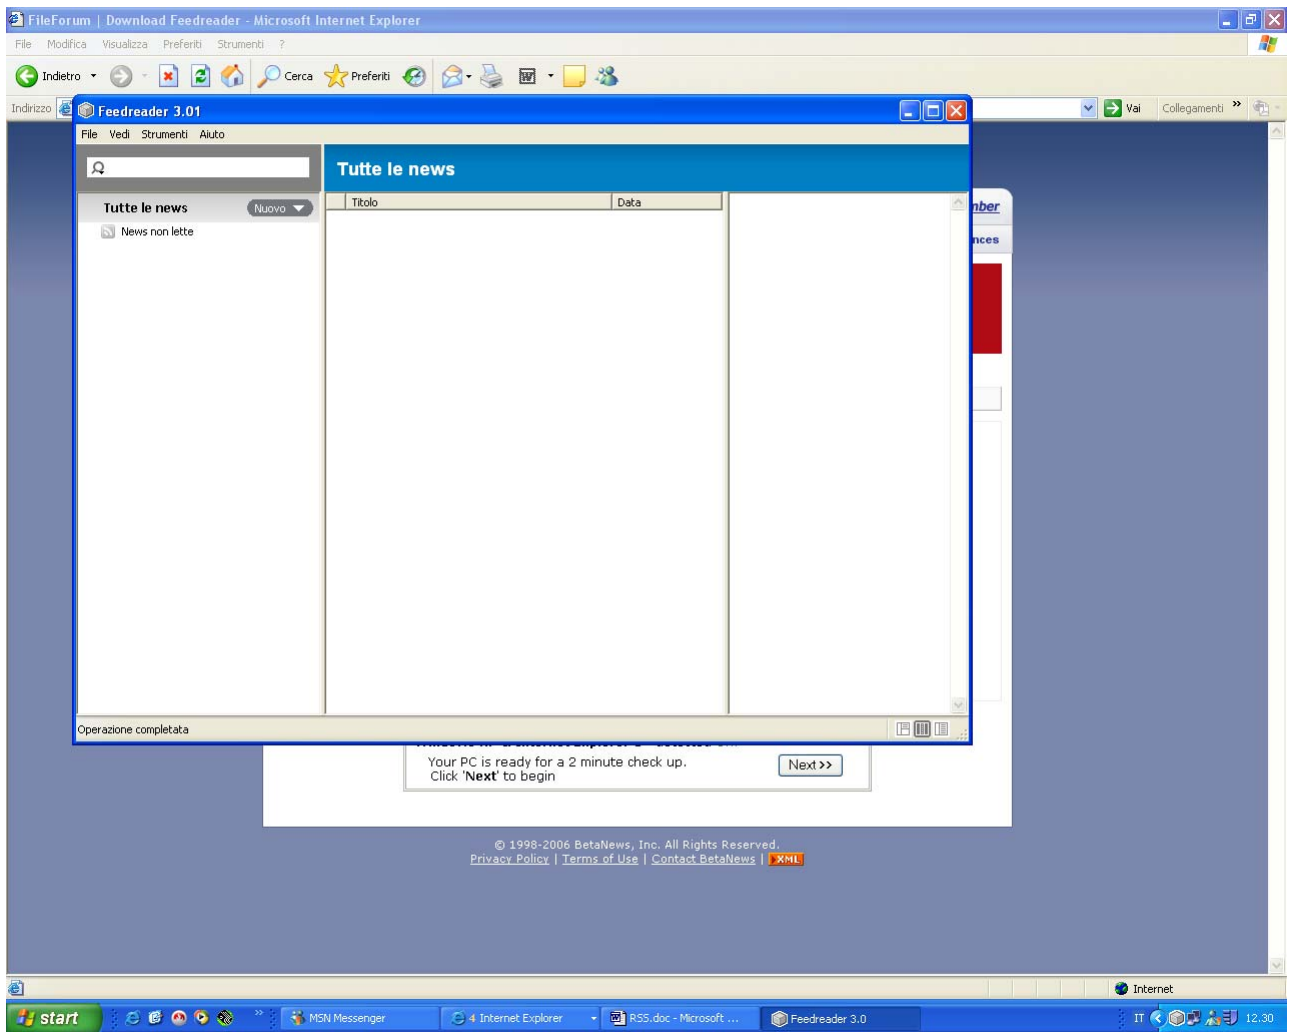 FileForum | Download Feedreader - Microsoft Internet Explorer
File Modifica Visualizza Preferiti Strumenti ?
Indietro Cerca Preferiti
Indirizzo Vai Collegamenti »
Feedreader 3.01
File Vedi Strumenti Aiuto
Tutte le news
Tutte le news Nuovo
Titolo Data
News non lette
Operazione completata
Your PC is ready for a 2 minute check up.
Click 'Next' to begin
Next >>
© 1998-2006 BetaNews, Inc. All Rights Reserved.
Privacy Policy | Terms of Use | Contact BetaNews | XML
Internet
start » MSN Messenger 4 Internet Explorer RSS.doc - Microsoft ... Feedreader 3.0 IT 12.30